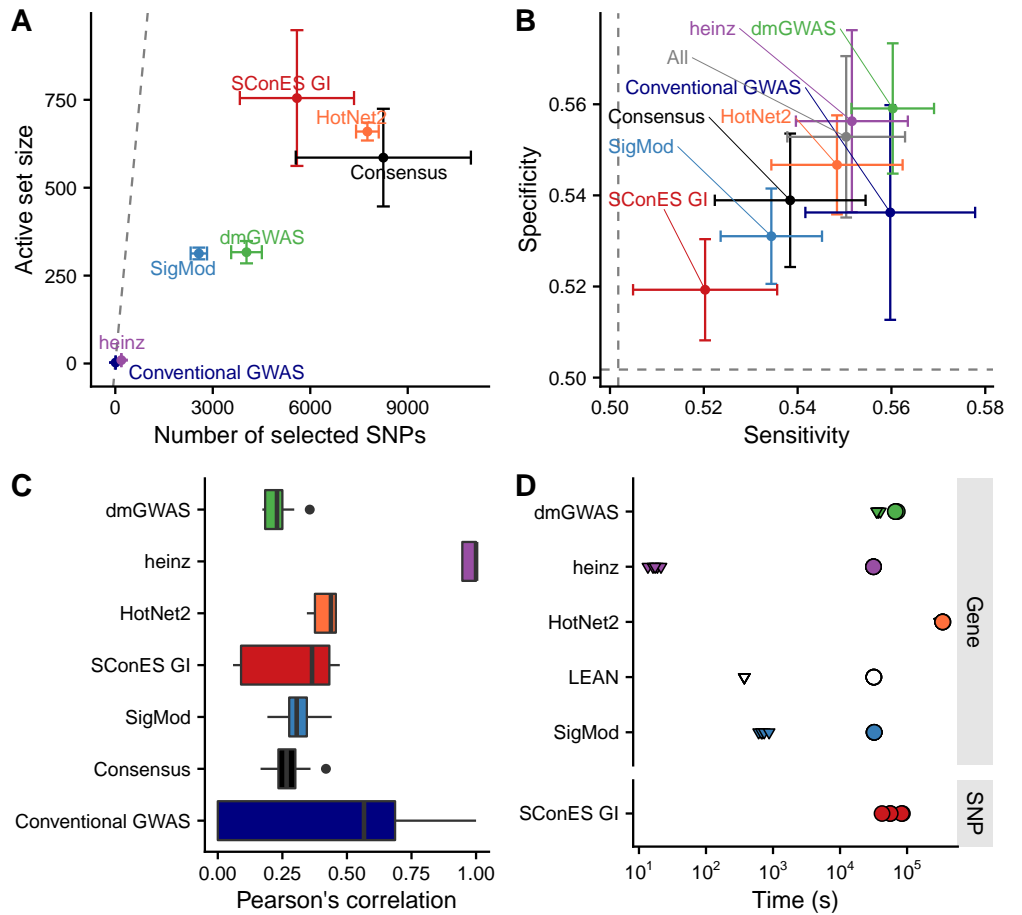 A
Active set size
750
500
250
0
SConES GI
HotNet2
Consensus
dmGWAS
SigMod
heinz
Conventional GWAS
0
3000
6000
9000
Number of selected SNPs
B
Specificity
0.56
0.54
0.52
0.50
heinz
dmGWAS
All
Conventional GWAS
Consensus
HotNet2
SigMod
SConES GI
0.50
0.52
0.54
0.56
0.58
Sensitivity
C
dmGWAS
heinz
HotNet2
SConES GI
SigMod
Consensus
Conventional GWAS
0.00
0.25
0.50
0.75
1.00
Pearson's correlation
D
dmGWAS
heinz
HotNet2
LEAN
SigMod
SConES GI
Gene
SNP
10¹
10²
10³
10⁴
10⁵
Time (s)